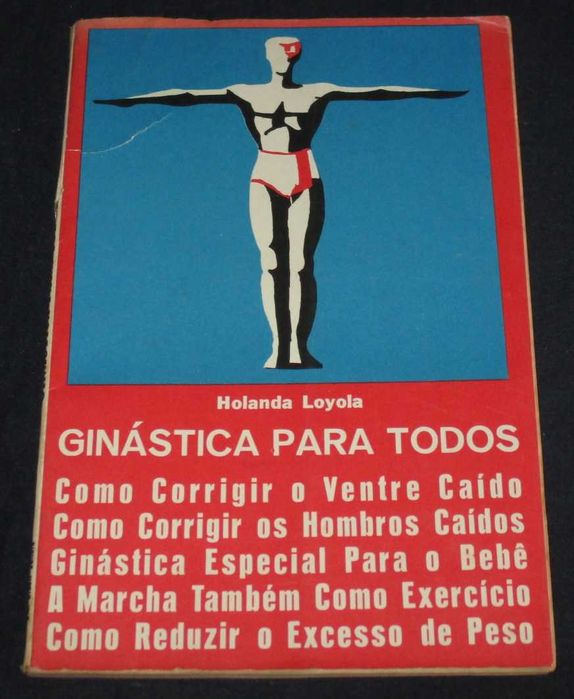 Holanda Loyola
GINÁSTICA PARA TODOS
Como Corrigir o Ventre Caído
Como Corrigir os Hombros Caídos
Ginástica Especial Para o Bebê
A Marcha Também Como Exercício
Como Reduzir o Excesso de Peso